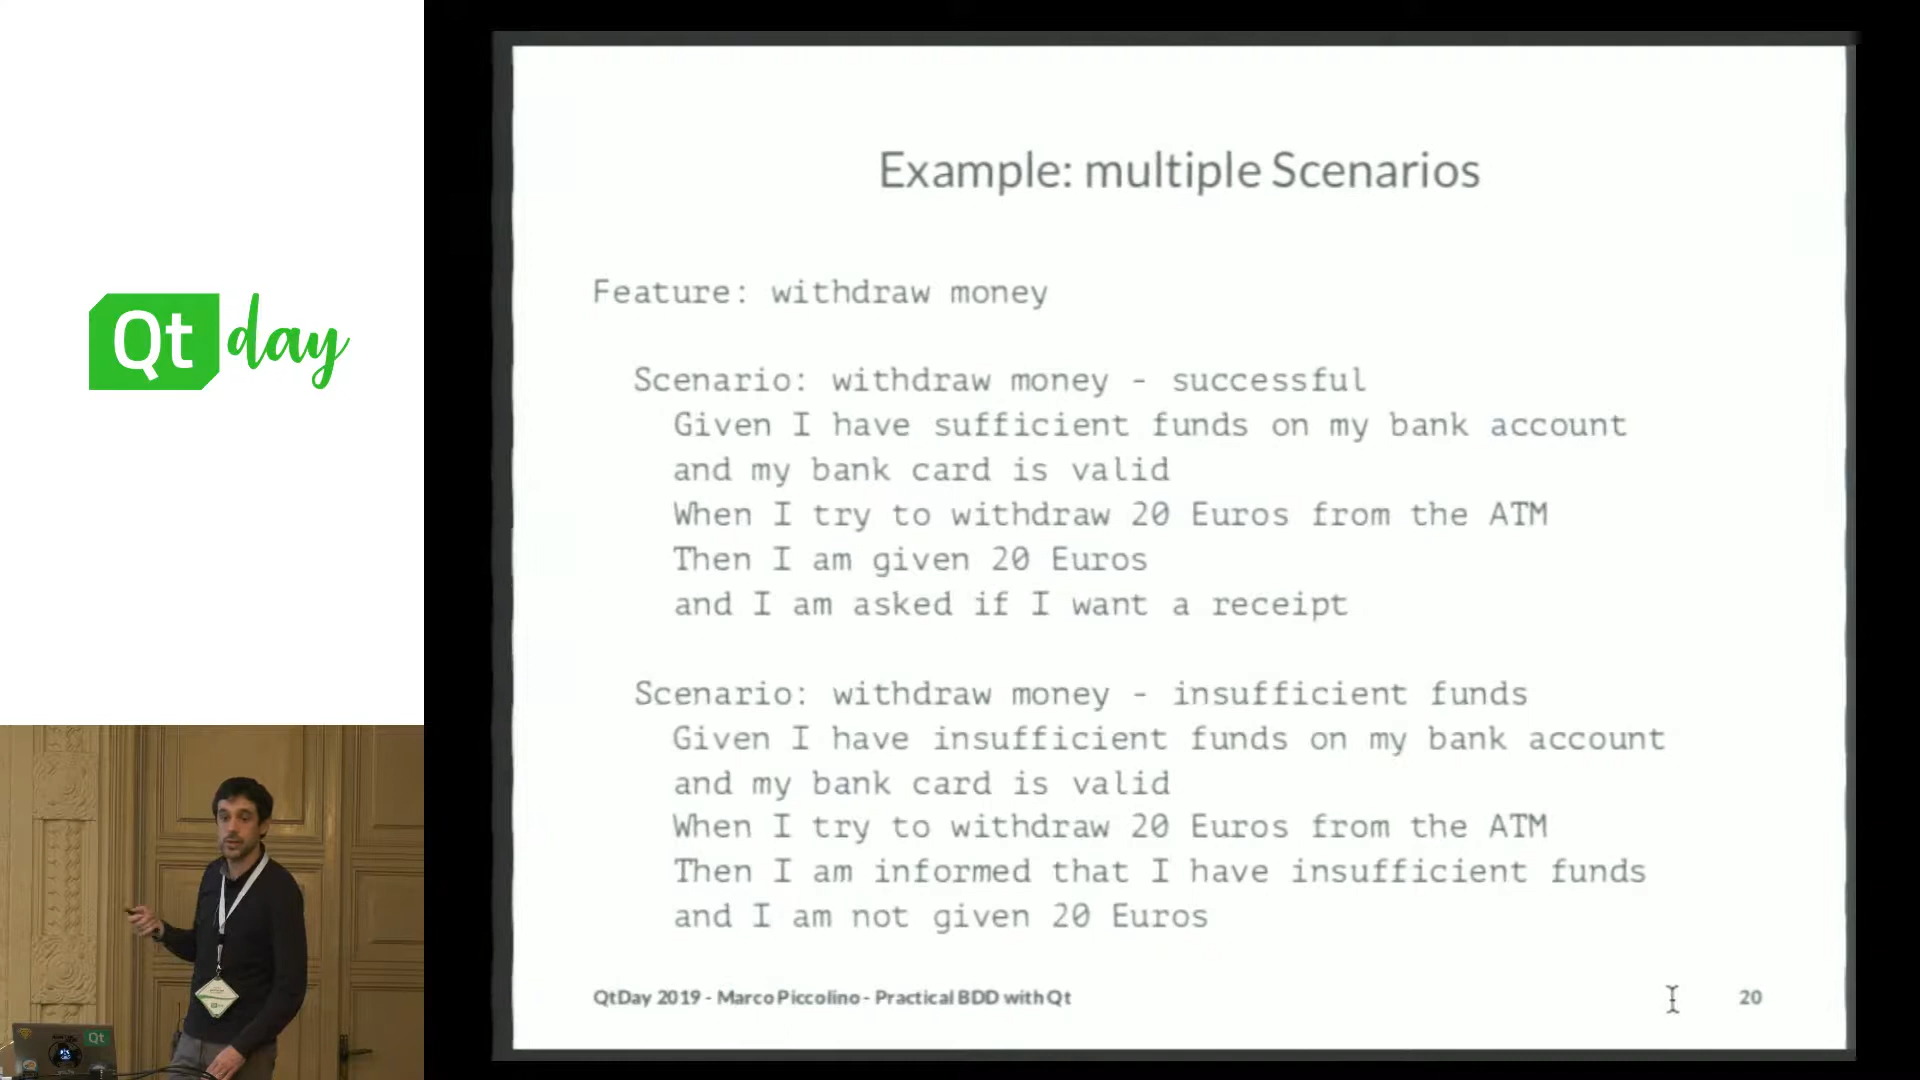 Qt day
Example: multiple Scenarios
Feature: withdraw money
Scenario: withdraw money - successful
Given I have sufficient funds on my bank account
and my bank card is valid
When I try to withdraw 20 Euros from the ATM
Then I am given 20 Euros
and I am asked if I want a receipt
Scenario: withdraw money - insufficient funds
Given I have insufficient funds on my bank account
and my bank card is valid
When I try to withdraw 20 Euros from the ATM
Then I am informed that I have insufficient funds
and I am not given 20 Euros
QtDay 2019 - Marco Piccolino - Practical BDD with Qt
20
Qt